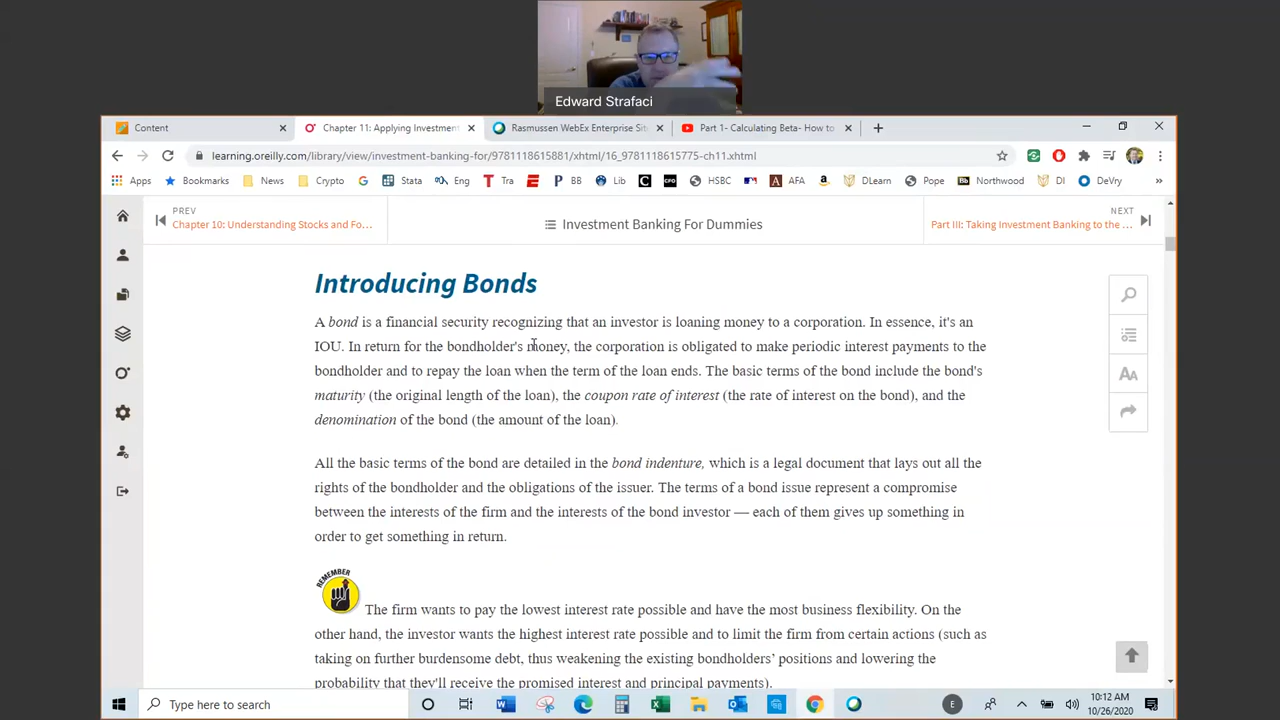 Edward Strafaci
Content
Chapter 11: Applying Investment
Rasmussen WebEx Enterprise Sit
Part 1- Calculating Beta- How to
learning.oreilly.com/library/view/investment-banking-for/9781118615881/xhtml/16_9781118615775-ch11.xhtml
Apps Bookmarks News Crypto Stata Eng Tra BB Lib HSBC AFA DLearn Pope Northwood DI DeVry »
PREV
Chapter 10: Understanding Stocks and Fo...
Investment Banking For Dummies
NEXT
Part III: Taking Investment Banking to the ...
Introducing Bonds
A bond is a financial security recognizing that an investor is loaning money to a corporation. In essence, it's an
IOU. In return for the bondholder's money, the corporation is obligated to make periodic interest payments to the
bondholder and to repay the loan when the term of the loan ends. The basic terms of the bond include the bond's
maturity (the original length of the loan), the coupon rate of interest (the rate of interest on the bond), and the
denomination of the bond (the amount of the loan).
All the basic terms of the bond are detailed in the bond indenture, which is a legal document that lays out all the
rights of the bondholder and the obligations of the issuer. The terms of a bond issue represent a compromise
between the interests of the firm and the interests of the bond investor — each of them gives up something in
order to get something in return.
REMEMBER
The firm wants to pay the lowest interest rate possible and have the most business flexibility. On the
other hand, the investor wants the highest interest rate possible and to limit the firm from certain actions (such as
taking on further burdensome debt, thus weakening the existing bondholders' positions and lowering the
probability that they'll receive the promised interest and principal payments).
AA
Type here to search
E
10:12 AM
10/26/2020